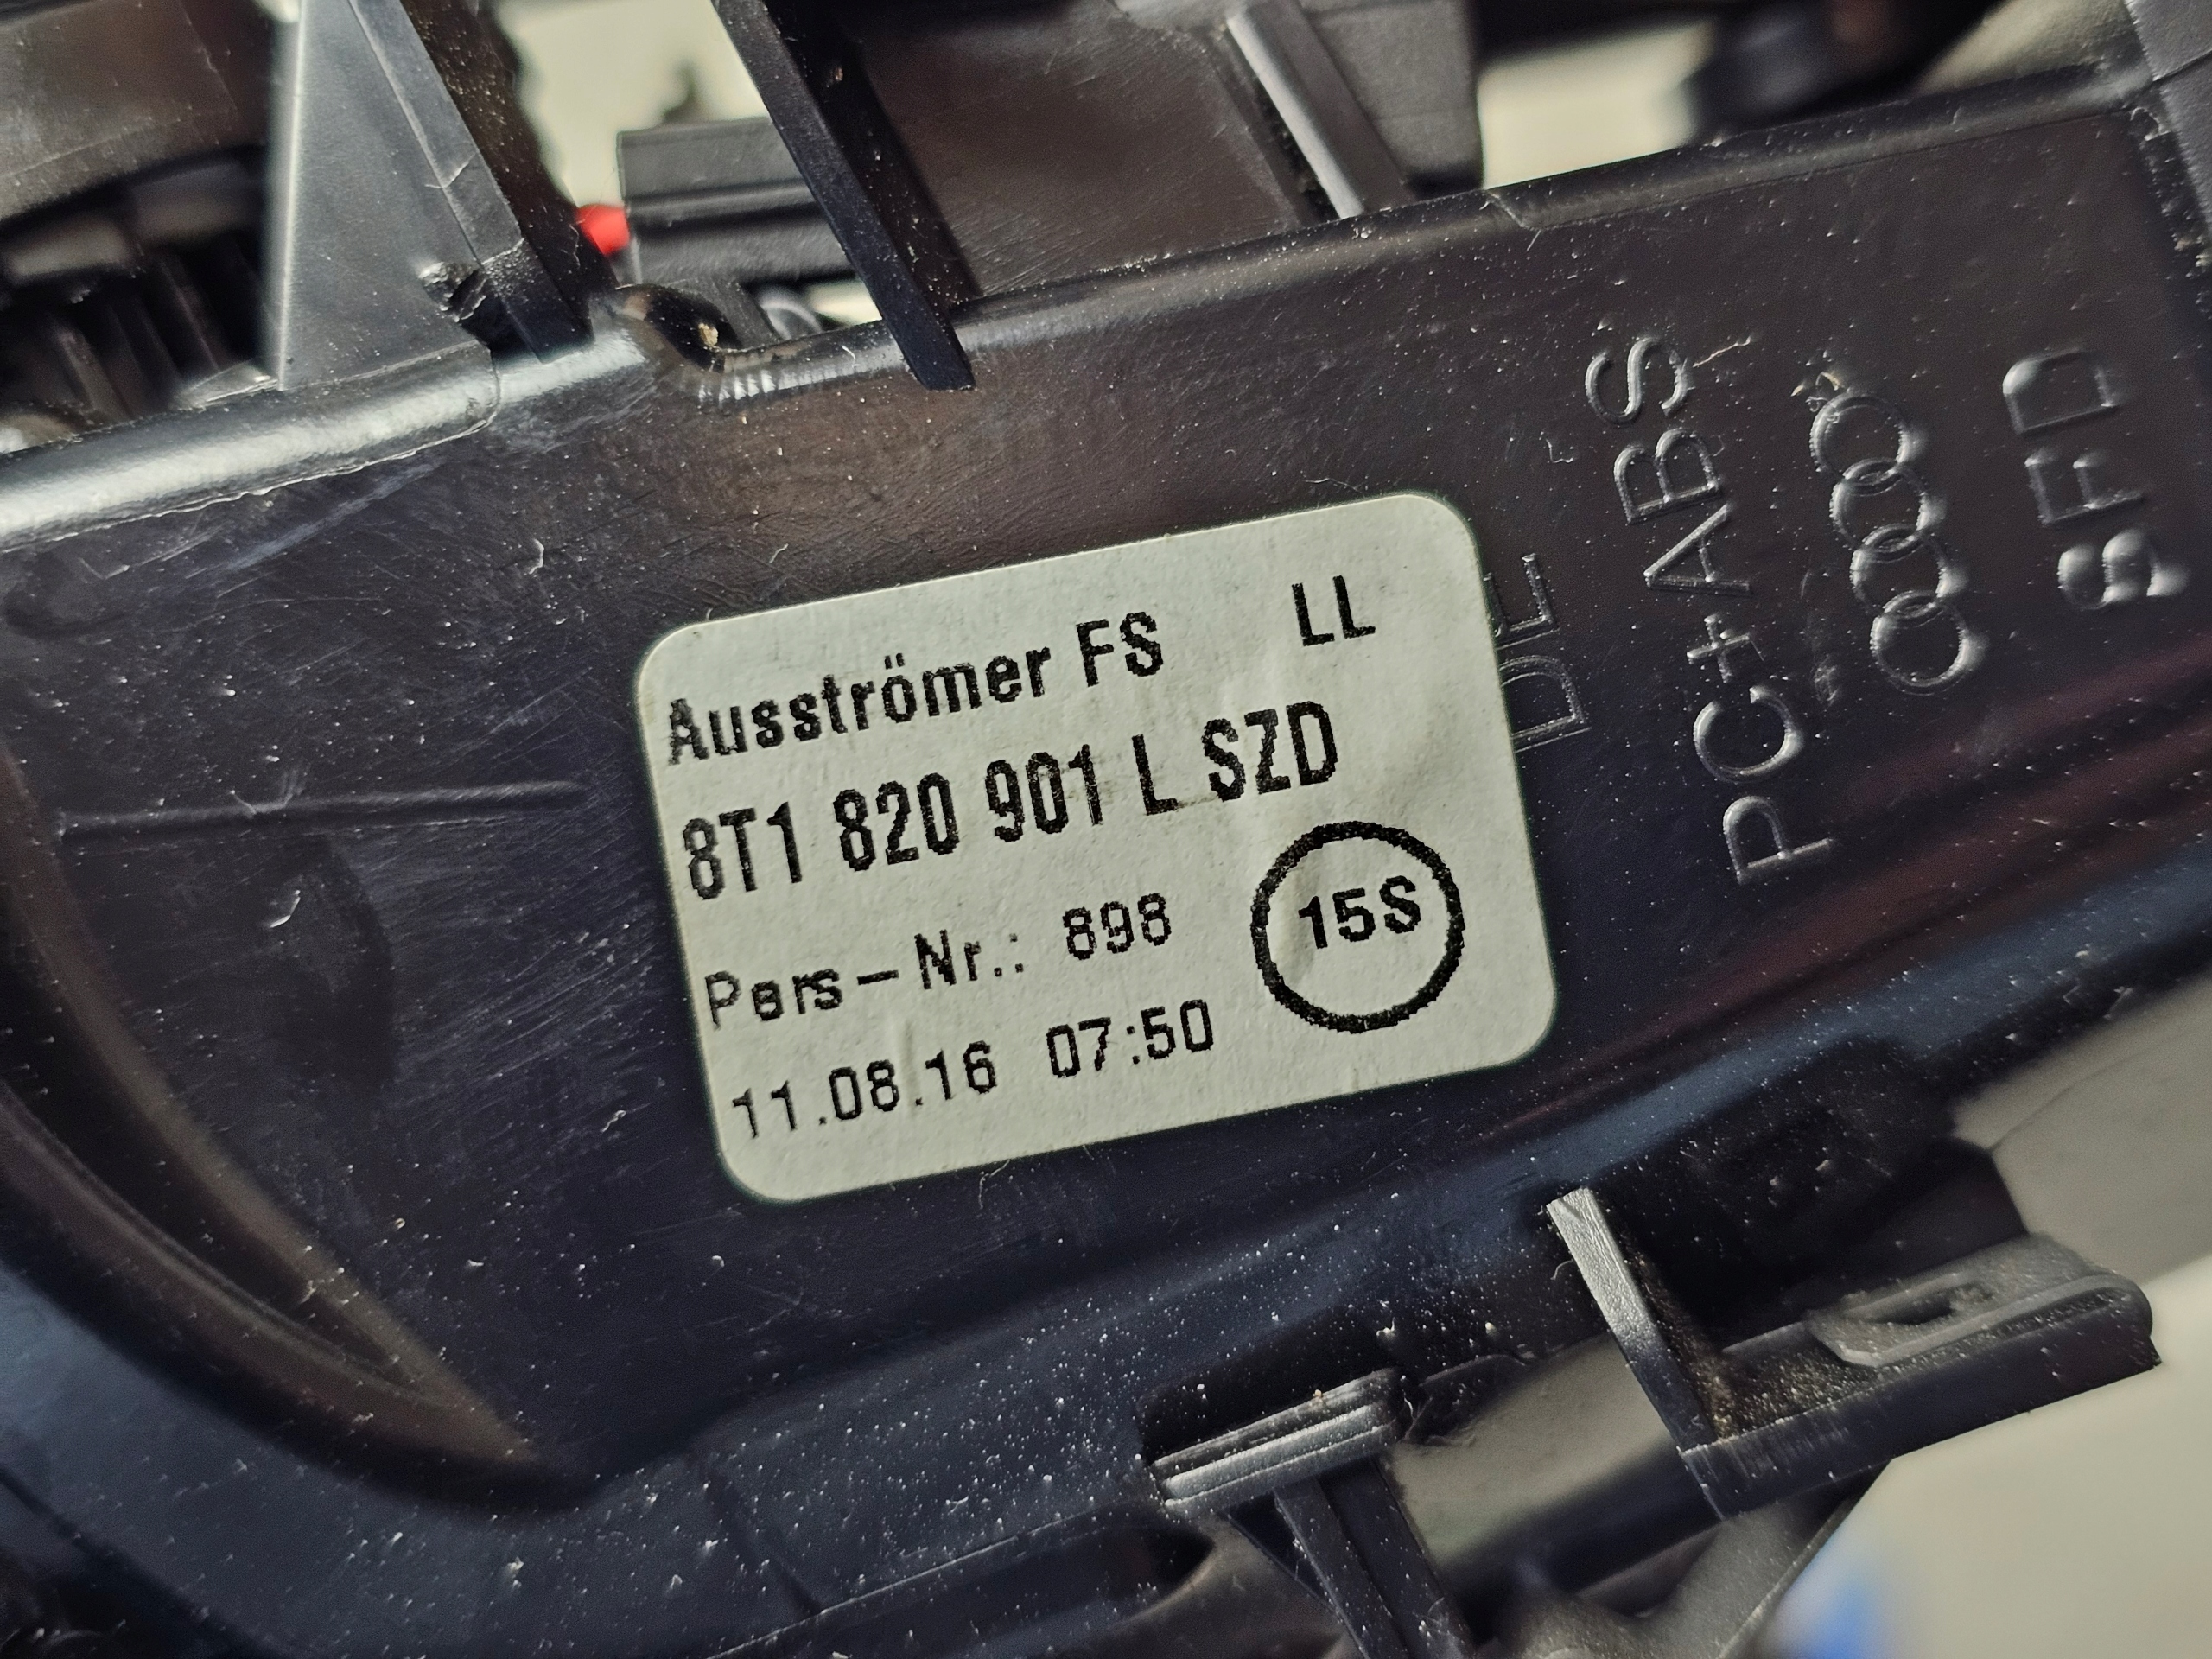 Ausströmer FS LL
8T1 820 901 L SZD
Pers-Nr.: 898
15S
11.08.16 07:50
DE
PC+ABS
SFD